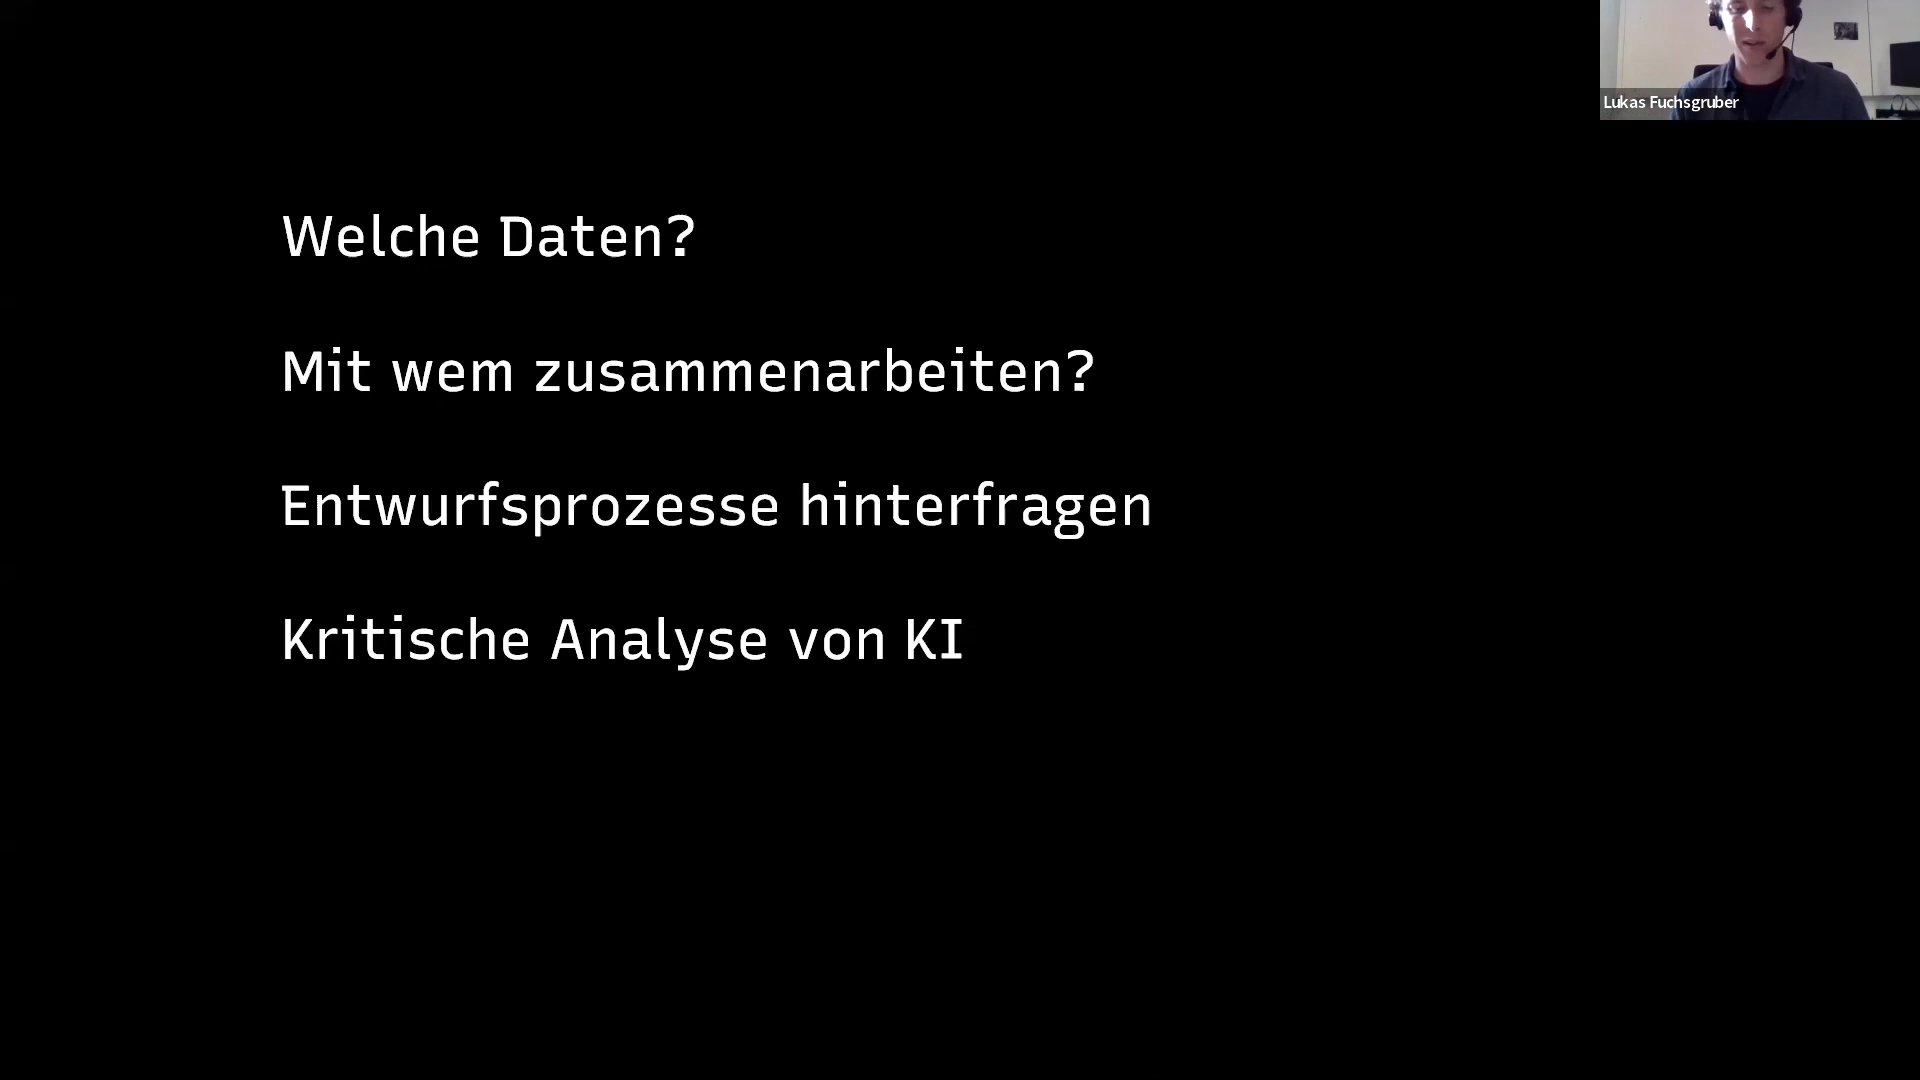 Lukas Fuchsgruber
Welche Daten?
Mit wem zusammenarbeiten?
Entwurfsprozesse hinterfragen
Kritische Analyse von KI